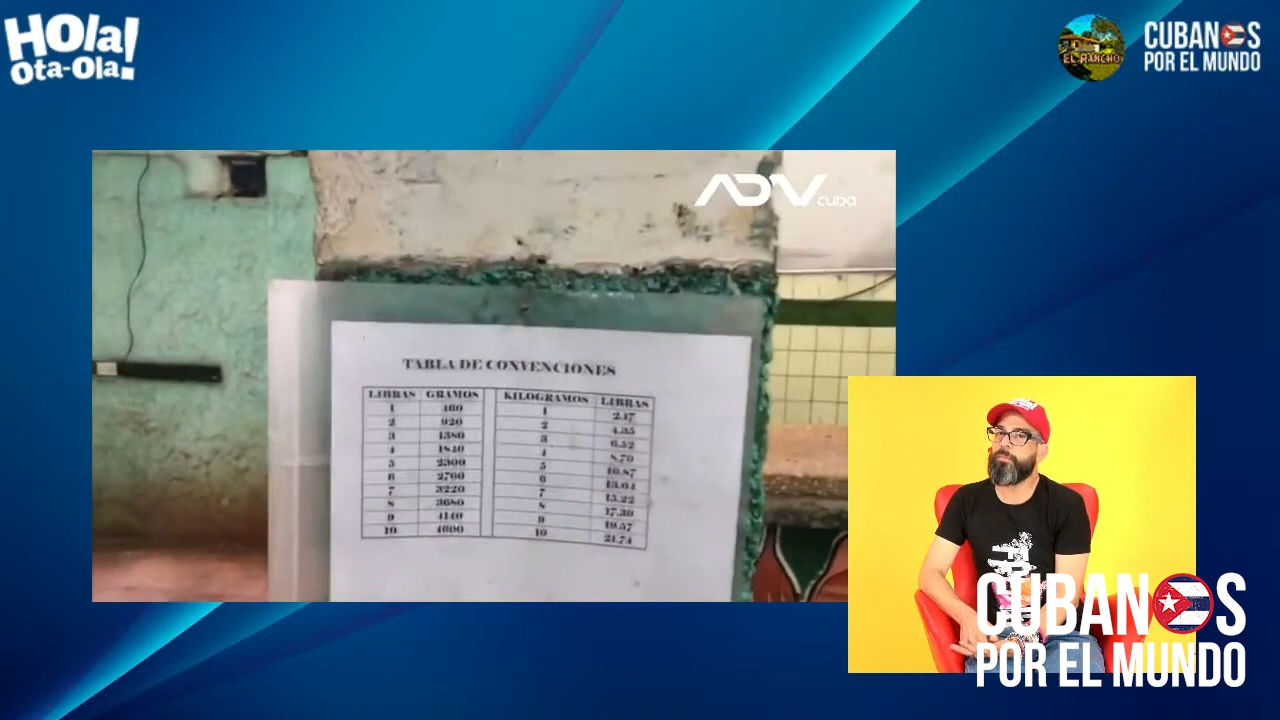 HOla!
Ota-Ola!
EL RANCHO
CUBANOS
POR EL MUNDO
ADN
cuba
TABLA DE CONVENCIONES
LIBRAS GRAMOS KILOGRAMOS LIBRAS
1 460 1 2.17
2 920 2 4.35
3 1380 3 6.52
4 1840 4 8.70
5 2300 5 10.87
6 2760 6 13.04
7 3220 7 15.22
8 3680 8 17.39
9 4140 9 19.57
10 4600 10 21.74
CUBANOS
POR EL MUNDO